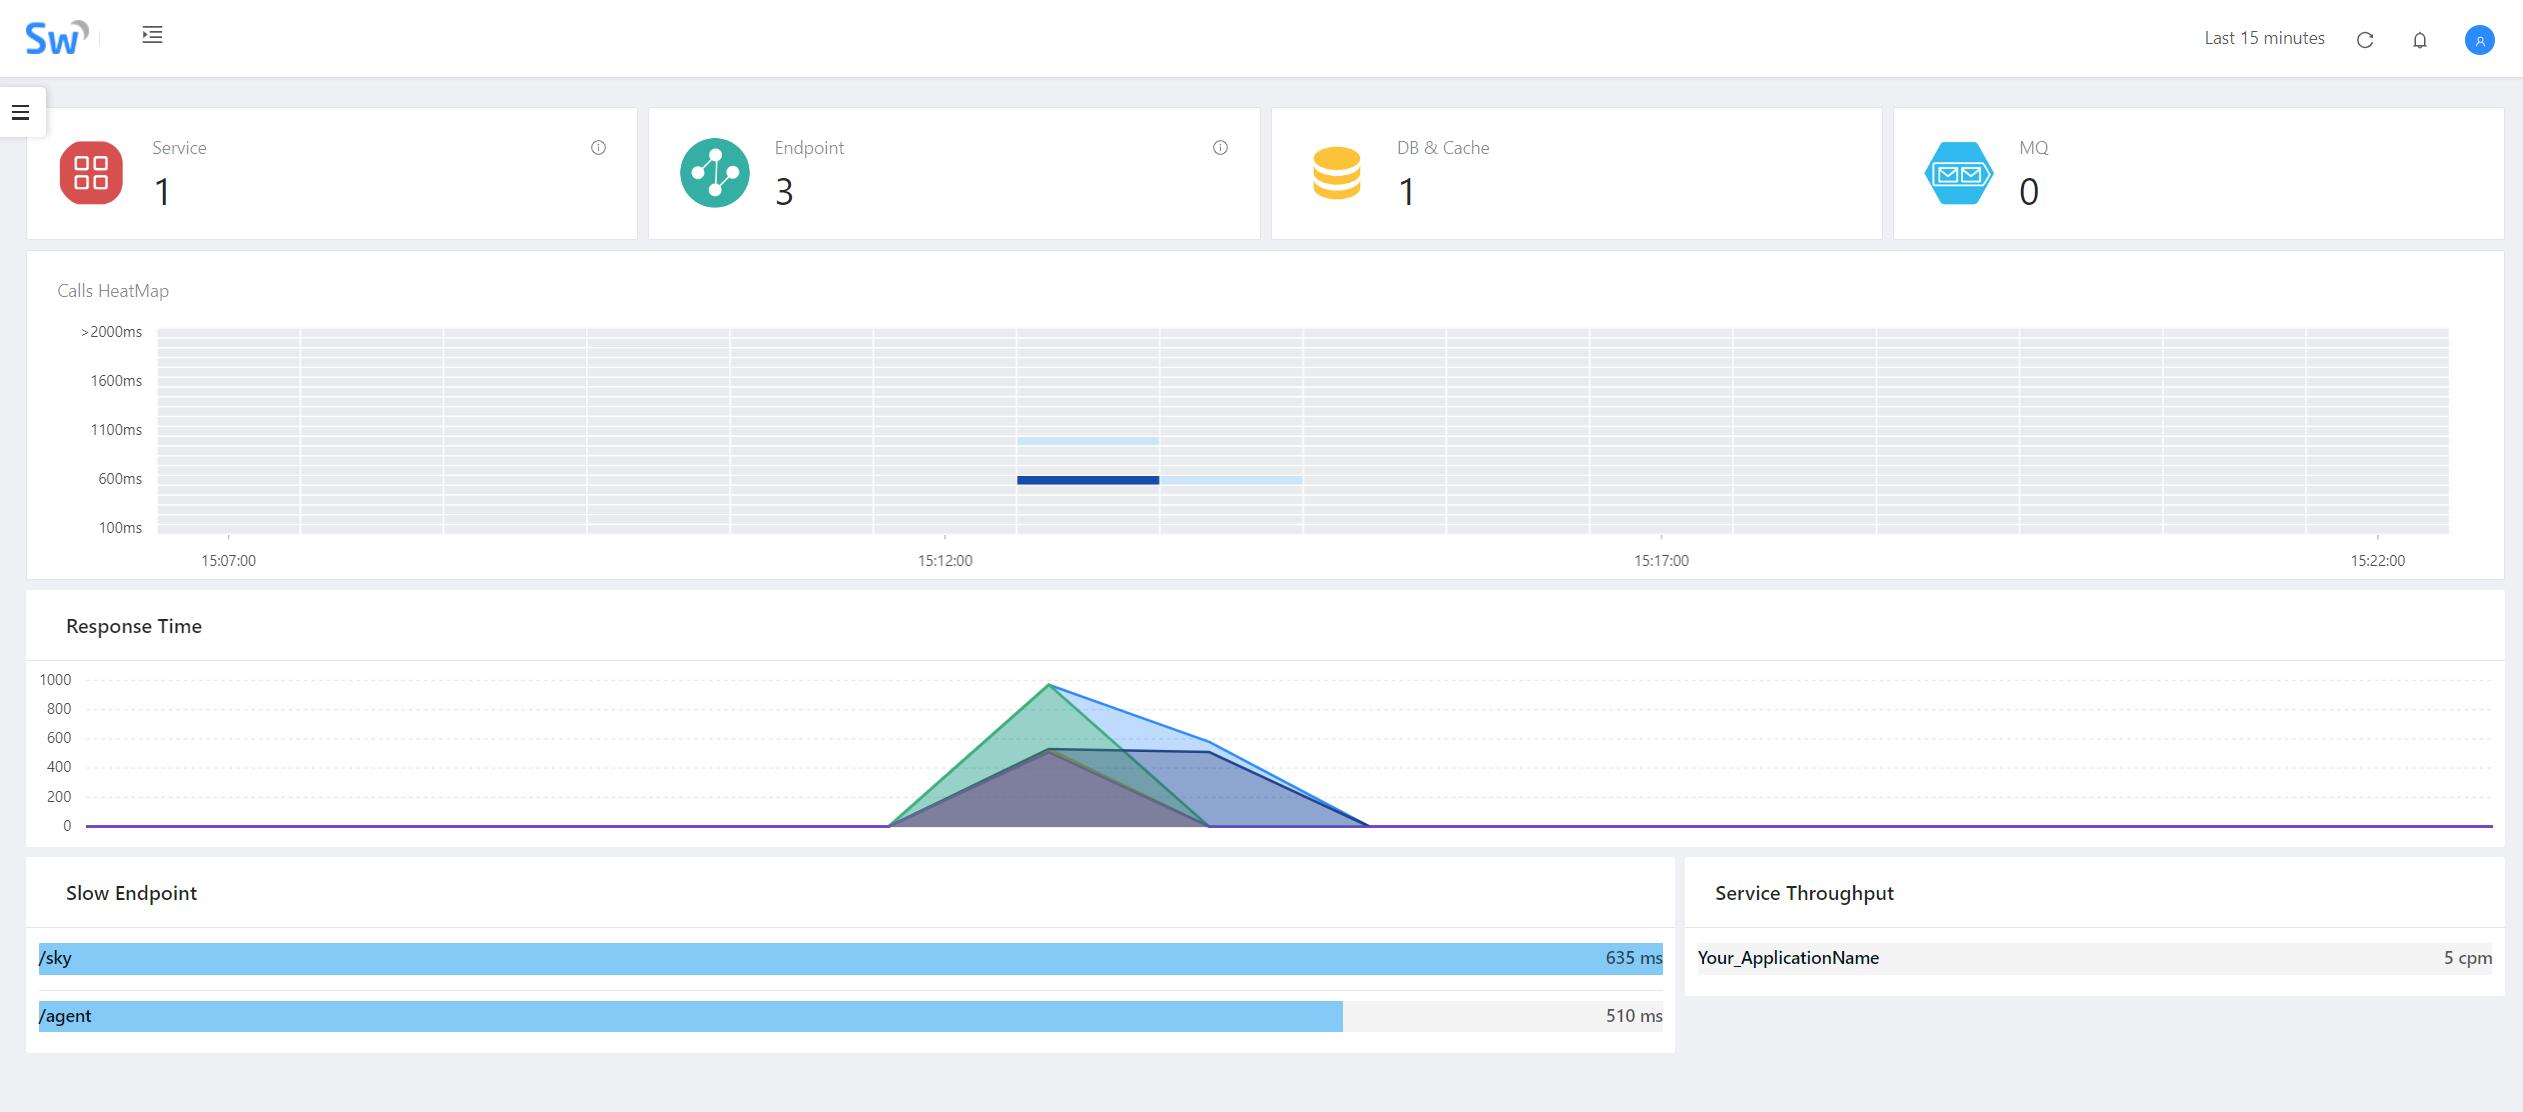 Sw
Last 15 minutes
Service
1
Endpoint
3
DB & Cache
1
MQ
0
Calls HeatMap
>2000ms
1600ms
1100ms
600ms
100ms
15:07:00 15:12:00 15:17:00 15:22:00
Response Time
1000
800
600
400
200
0
Slow Endpoint
/sky 635 ms
/agent 510 ms
Service Throughput
Your_ApplicationName 5 cpm